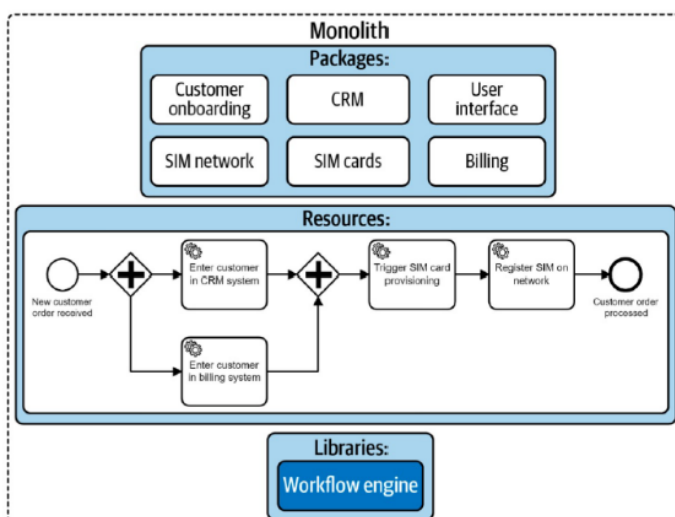 Monolith
Packages:
Customer
onboarding
CRM
User
interface
SIM network
SIM cards
Billing
Resources:
New customer
order received
Enter customer
in CRM system
Enter customer
in billing system
Trigger SIM card
provisioning
Register SIM on
network
Customer order
processed
Libraries:
Workflow engine